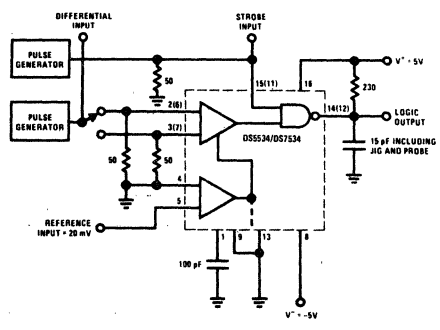 DIFFERENTIAL
INPUT
STROBE
INPUT
PULSE
GENERATOR
50
15(11)
16
V+ = 5V
230
PULSE
GENERATOR
2(6)
3(7)
14(12)
LOGIC
OUTPUT
DS5534/DS7534
50
50
15 pF INCLUDING
JIG AND PROBE
4
5
REFERENCE
INPUT = 20 mV
1
9
13
8
100 pF
V- = -5V